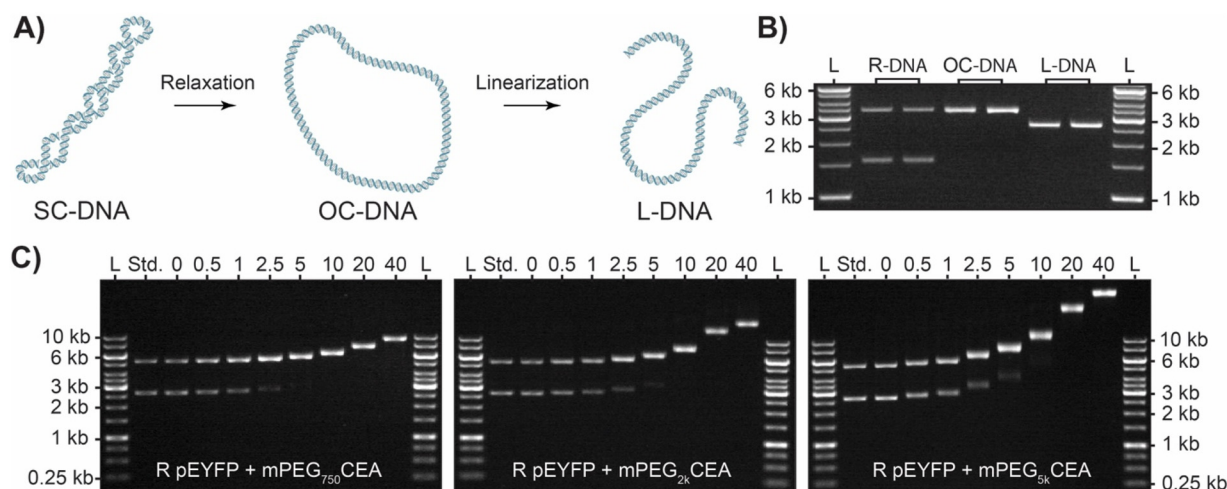 A)
Relaxation
Linearization
SC-DNA
OC-DNA
L-DNA
B)
L R-DNA OC-DNA L-DNA L
6 kb 6 kb
3 kb 3 kb
2 kb 2 kb
1 kb 1 kb
C)
L Std. 0 0.5 1 2.5 5 10 20 40 L
10 kb
6 kb
3 kb
2 kb
1 kb
0.25 kb
R pEYFP + mPEG750CEA
L Std. 0 0.5 1 2.5 5 10 20 40 L
R pEYFP + mPEG2kCEA
L Std. 0 0.5 1 2.5 5 10 20 40 L
10 kb
6 kb
3 kb
2 kb
1 kb
0.25 kb
R pEYFP + mPEG5kCEA